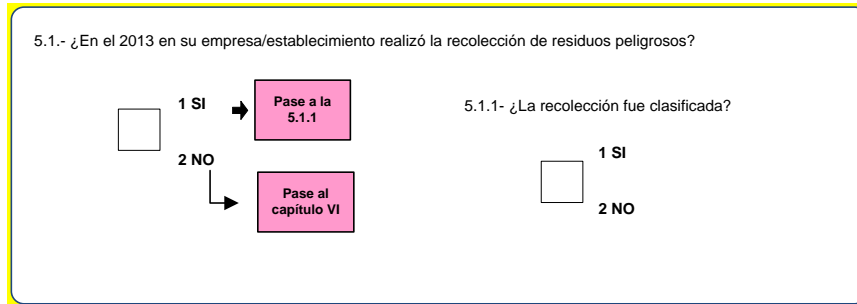 5.1.- ¿En el 2013 en su empresa/establecimiento realizó la recolección de residuos peligrosos?
1 SI
Pase a la
5.1.1
2 NO
Pase al
capítulo VI
5.1.1- ¿La recolección fue clasificada?
1 SI
2 NO